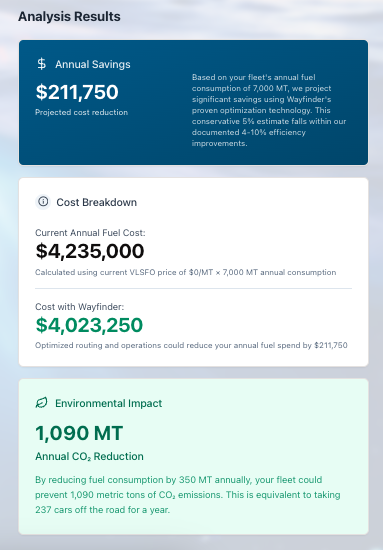 Analysis Results
Annual Savings
$211,750
Projected cost reduction
Based on your fleet's annual fuel
consumption of 7,000 MT, we project
significant savings using Wayfinder's
proven optimization technology. This
conservative 5% estimate falls within our
documented 4-10% efficiency
improvements.
Cost Breakdown
Current Annual Fuel Cost:
$4,235,000
Calculated using current VLSFO price of $0/MT × 7,000 MT annual consumption
Cost with Wayfinder:
$4,023,250
Optimized routing and operations could reduce your annual fuel spend by $211,750
Environmental Impact
1,090 MT
Annual CO₂ Reduction
By reducing fuel consumption by 350 MT annually, your fleet could
prevent 1,090 metric tons of CO₂ emissions. This is equivalent to taking
237 cars off the road for a year.